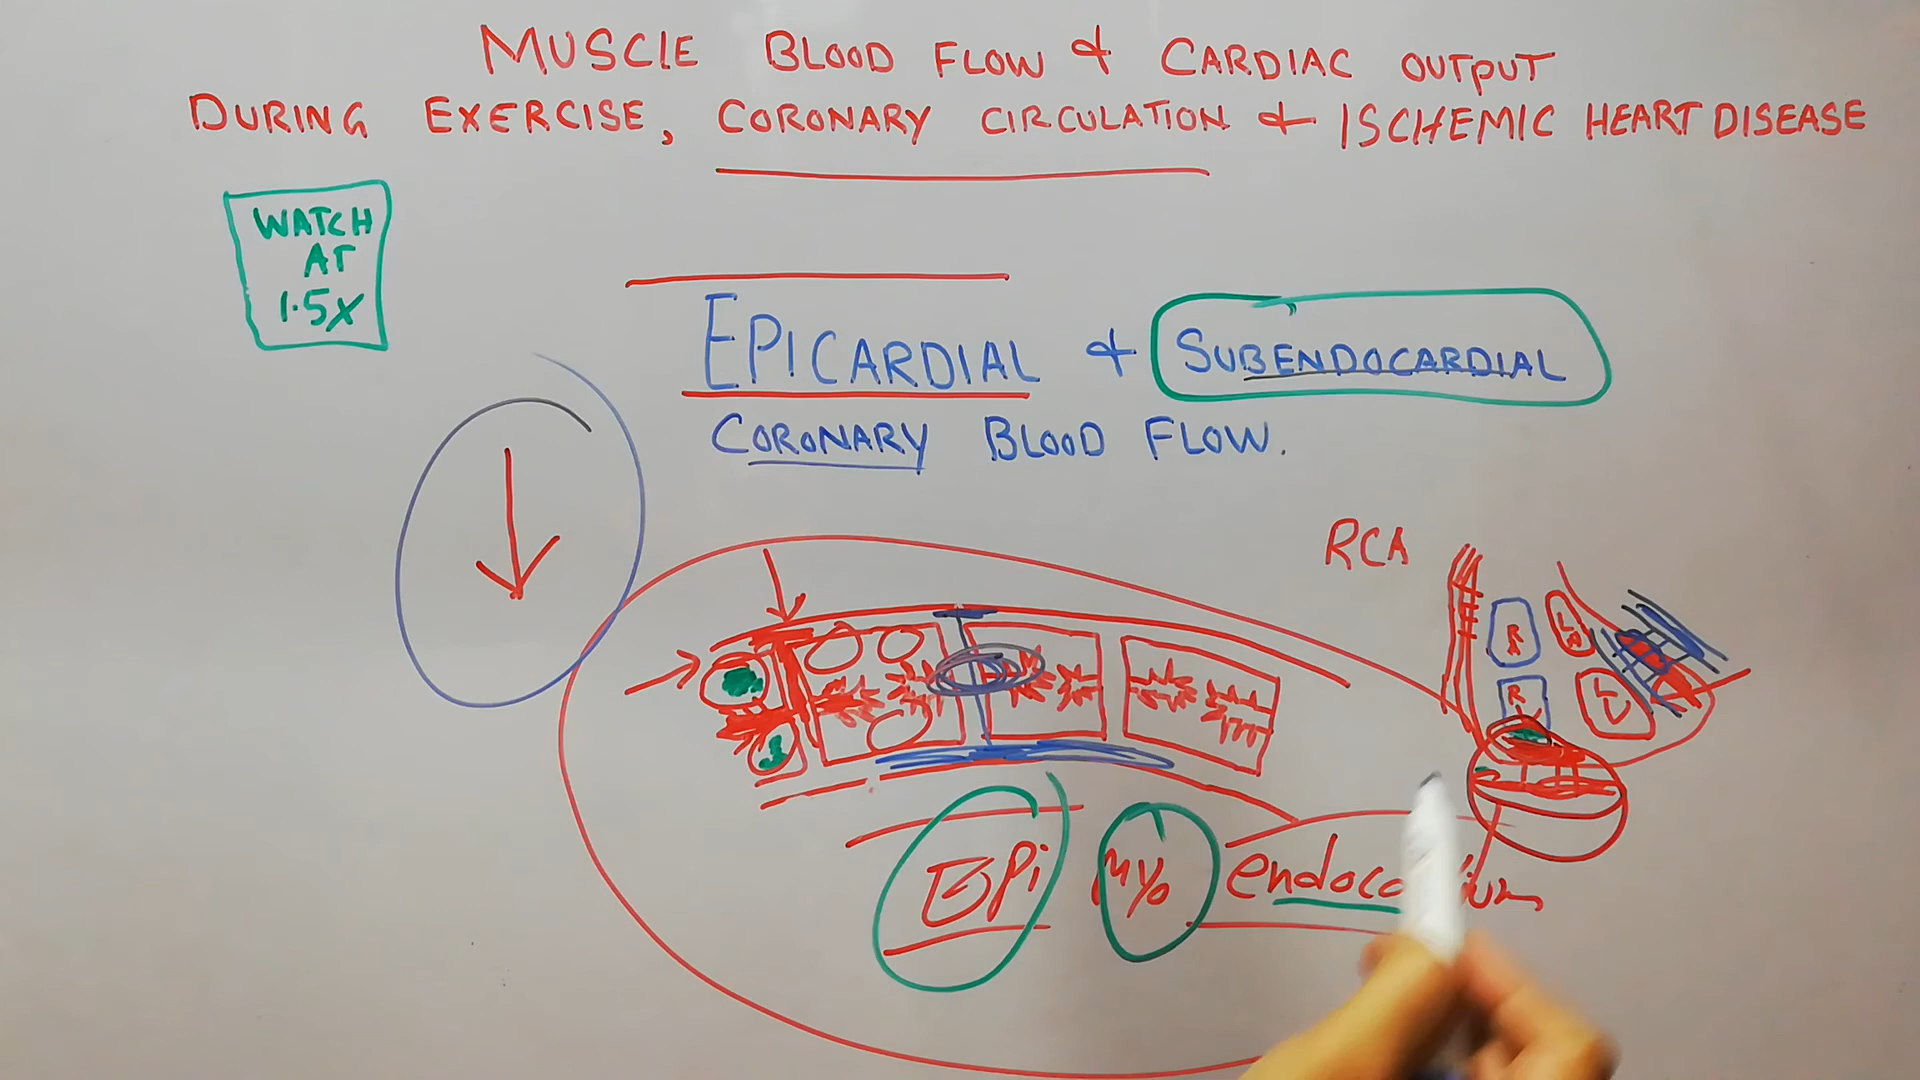 MUSCLE BLOOD FLOW & CARDIAC OUTPUT
DURING EXERCISE, CORONARY CIRCULATION & ISCHEMIC HEART DISEASE
WATCH
AT
1.5X
EPICARDIAL & SUBENDOCARDIAL
CORONARY BLOOD FLOW.
RCA
R
R
L
V
EPi
Myo